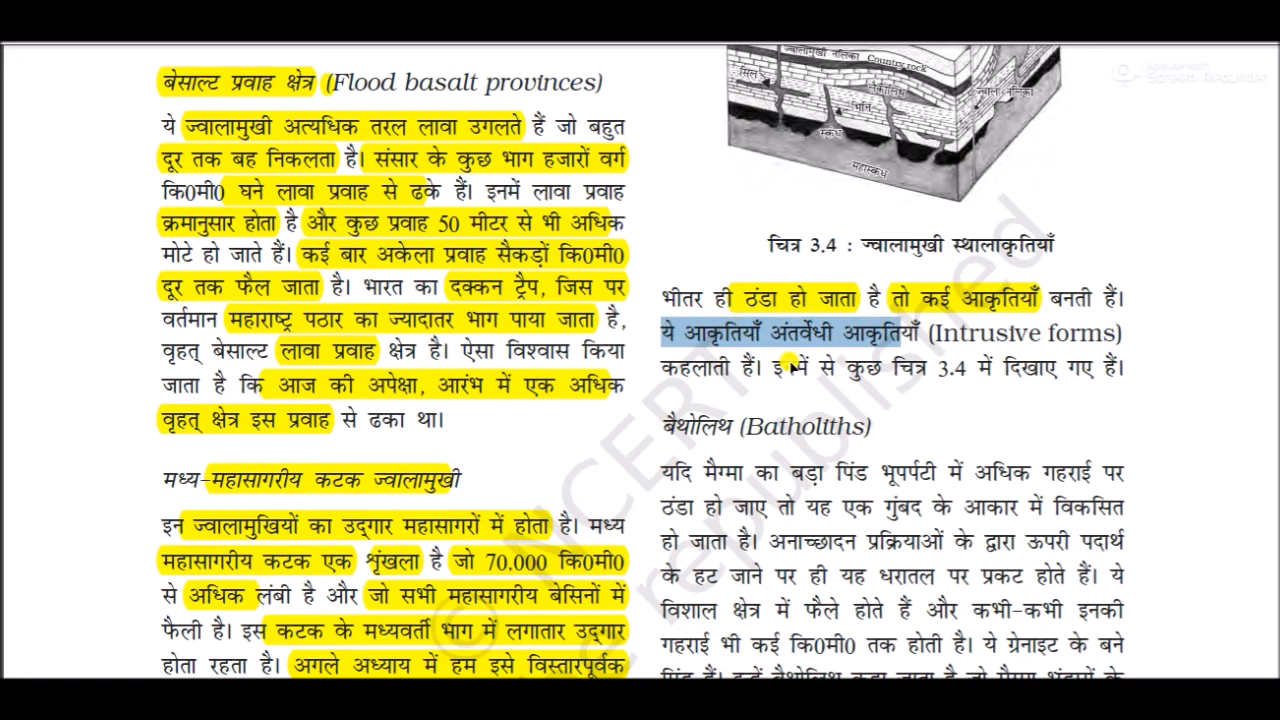 बेसाल्ट प्रवाह क्षेत्र (Flood basalt provinces)
ये ज्वालामुखी अत्यधिक तरल लावा उगलते हैं जो बहुत
दूर तक बह निकलता है। संसार के कुछ भाग हजारों वर्ग
कि0मी0 घने लावा प्रवाह से ढके हैं। इनमें लावा प्रवाह
क्रमानुसार होता है और कुछ प्रवाह 50 मीटर से भी अधिक
मोटे हो जाते हैं। कई बार अकेला प्रवाह सैकड़ों कि0मी0
दूर तक फैल जाता है। भारत का दक्कन ट्रैप, जिस पर
वर्तमान महाराष्ट्र पठार का ज्यादातर भाग पाया जाता है,
वृहत् बेसाल्ट लावा प्रवाह क्षेत्र है। ऐसा विश्वास किया
जाता है कि आज की अपेक्षा, आरंभ में एक अधिक
वृहत् क्षेत्र इस प्रवाह से ढका था।
मध्य-महासागरीय कटक ज्वालामुखी
इन ज्वालामुखियों का उद्गार महासागरों में होता है। मध्य
महासागरीय कटक एक शृंखला है जो 70.000 कि0मी0
से अधिक लंबी है और जो सभी महासागरीय बेसिनों में
फैली है। इस कटक के मध्यवर्ती भाग में लगातार उद्गार
होता रहता है। अगले अध्याय में हम इसे विस्तारपूर्वक
ज्वालामुखी नलिका Country rock
सिल
लैकोलिथ
भित्ति
ज्वाला नलिका
स्कंध
महास्कंध
चित्र 3.4 : ज्वालामुखी स्थालाकृतियाँ
भीतर ही ठंडा हो जाता है तो कई आकृतियाँ बनती हैं।
ये आकृतियाँ अंतर्वेधी आकृतियाँ (Intrusive forms)
कहलाती हैं। इनमें से कुछ चित्र 3.4 में दिखाए गए हैं।
बैथोलिथ (Batholiths)
यदि मैग्मा का बड़ा पिंड भूपर्पटी में अधिक गहराई पर
ठंडा हो जाए तो यह एक गुंबद के आकार में विकसित
हो जाता है। अनाच्छादन प्रक्रियाओं के द्वारा ऊपरी पदार्थ
के हट जाने पर ही यह धरातल पर प्रकट होते हैं। ये
विशाल क्षेत्र में फैले होते हैं और कभी-कभी इनकी
गहराई भी कई कि0मी0 तक होती है। ये ग्रेनाइट के बने
© NCERT
republished
Screen Recorder